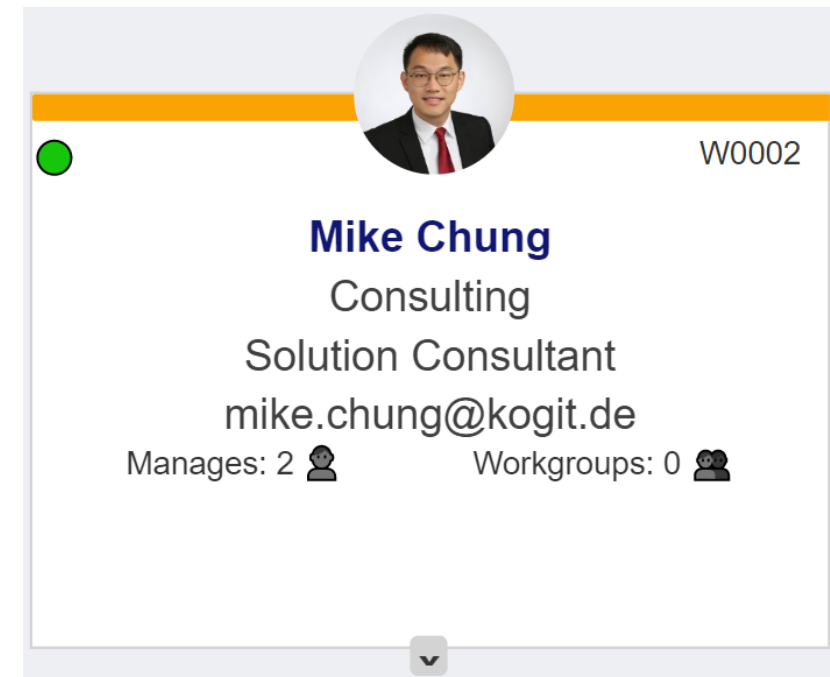 W0002
Mike Chung
Consulting
Solution Consultant
mike.chung@kogit.de
Manages: 2 Workgroups: 0